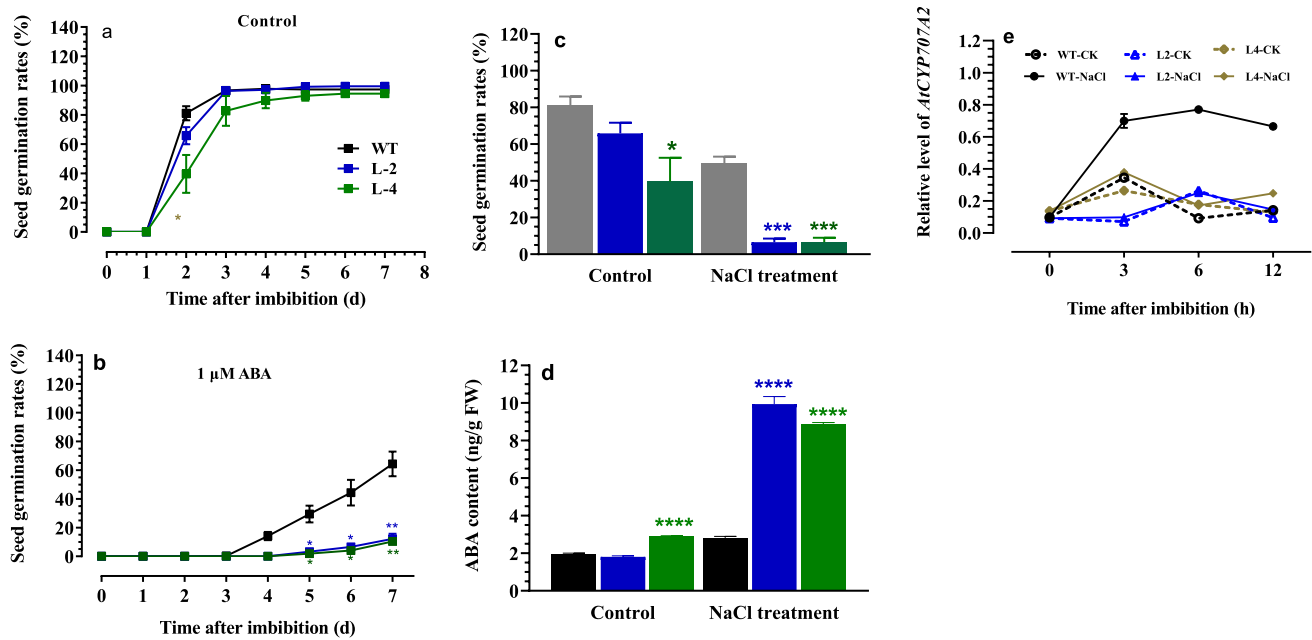 a
Control
Seed germination rates (%)
140
120
100
80
60
40
20
0
WT
L-2
L-4
*
0 1 2 3 4 5 6 7 8
Time after imbibition (d)
b
1 µM ABA
Seed germination rates (%)
140
120
100
80
60
40
20
0
* * **
* * **
0 1 2 3 4 5 6 7
Time after imbibition (d)
c
Seed germination rates (%)
120
100
80
60
40
20
0
* *** ***
Control NaCl treatment
d
ABA content (ng/g FW)
12
10
8
6
4
2
0
**** **** ****
Control NaCl treatment
e
Relative level of AtCYP707A2
1.2
1.0
0.8
0.6
0.4
0.2
0.0
WT-CK L2-CK L4-CK
WT-NaCl L2-NaCl L4-NaCl
0 3 6 12
Time after imbibition (h)